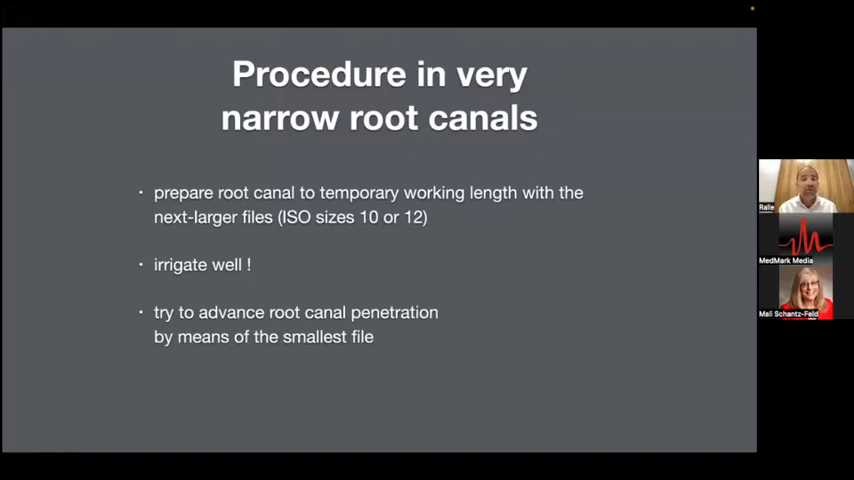 Procedure in very
narrow root canals
· prepare root canal to temporary working length with the
next-larger files (ISO sizes 10 or 12)
· irrigate well !
· try to advance root canal penetration
by means of the smallest file
Ralle
MedMark Media
Mali Schantz-Feld